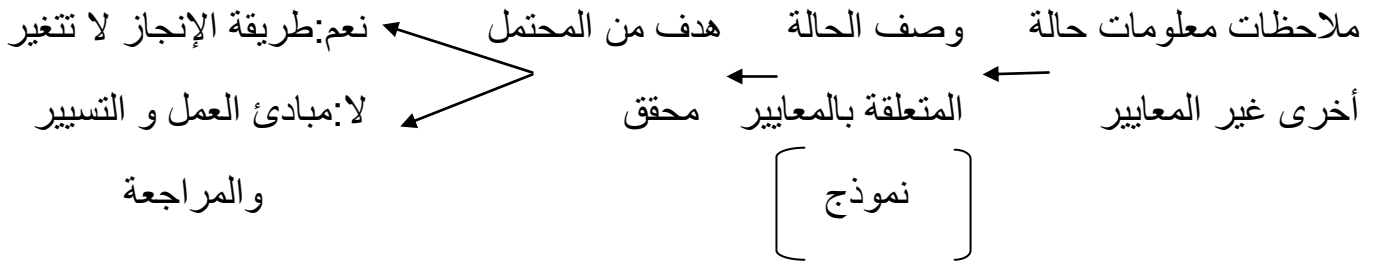 ملاحظات معلومات حالة وصف الحالة هدف من المحتمل نعم:طريقة الإنجاز لا تتغير
أخرى غير المعايير المتعلقة بالمعايير محقق لا:مبادئ العمل و التسيير
نموذج والمراجعة